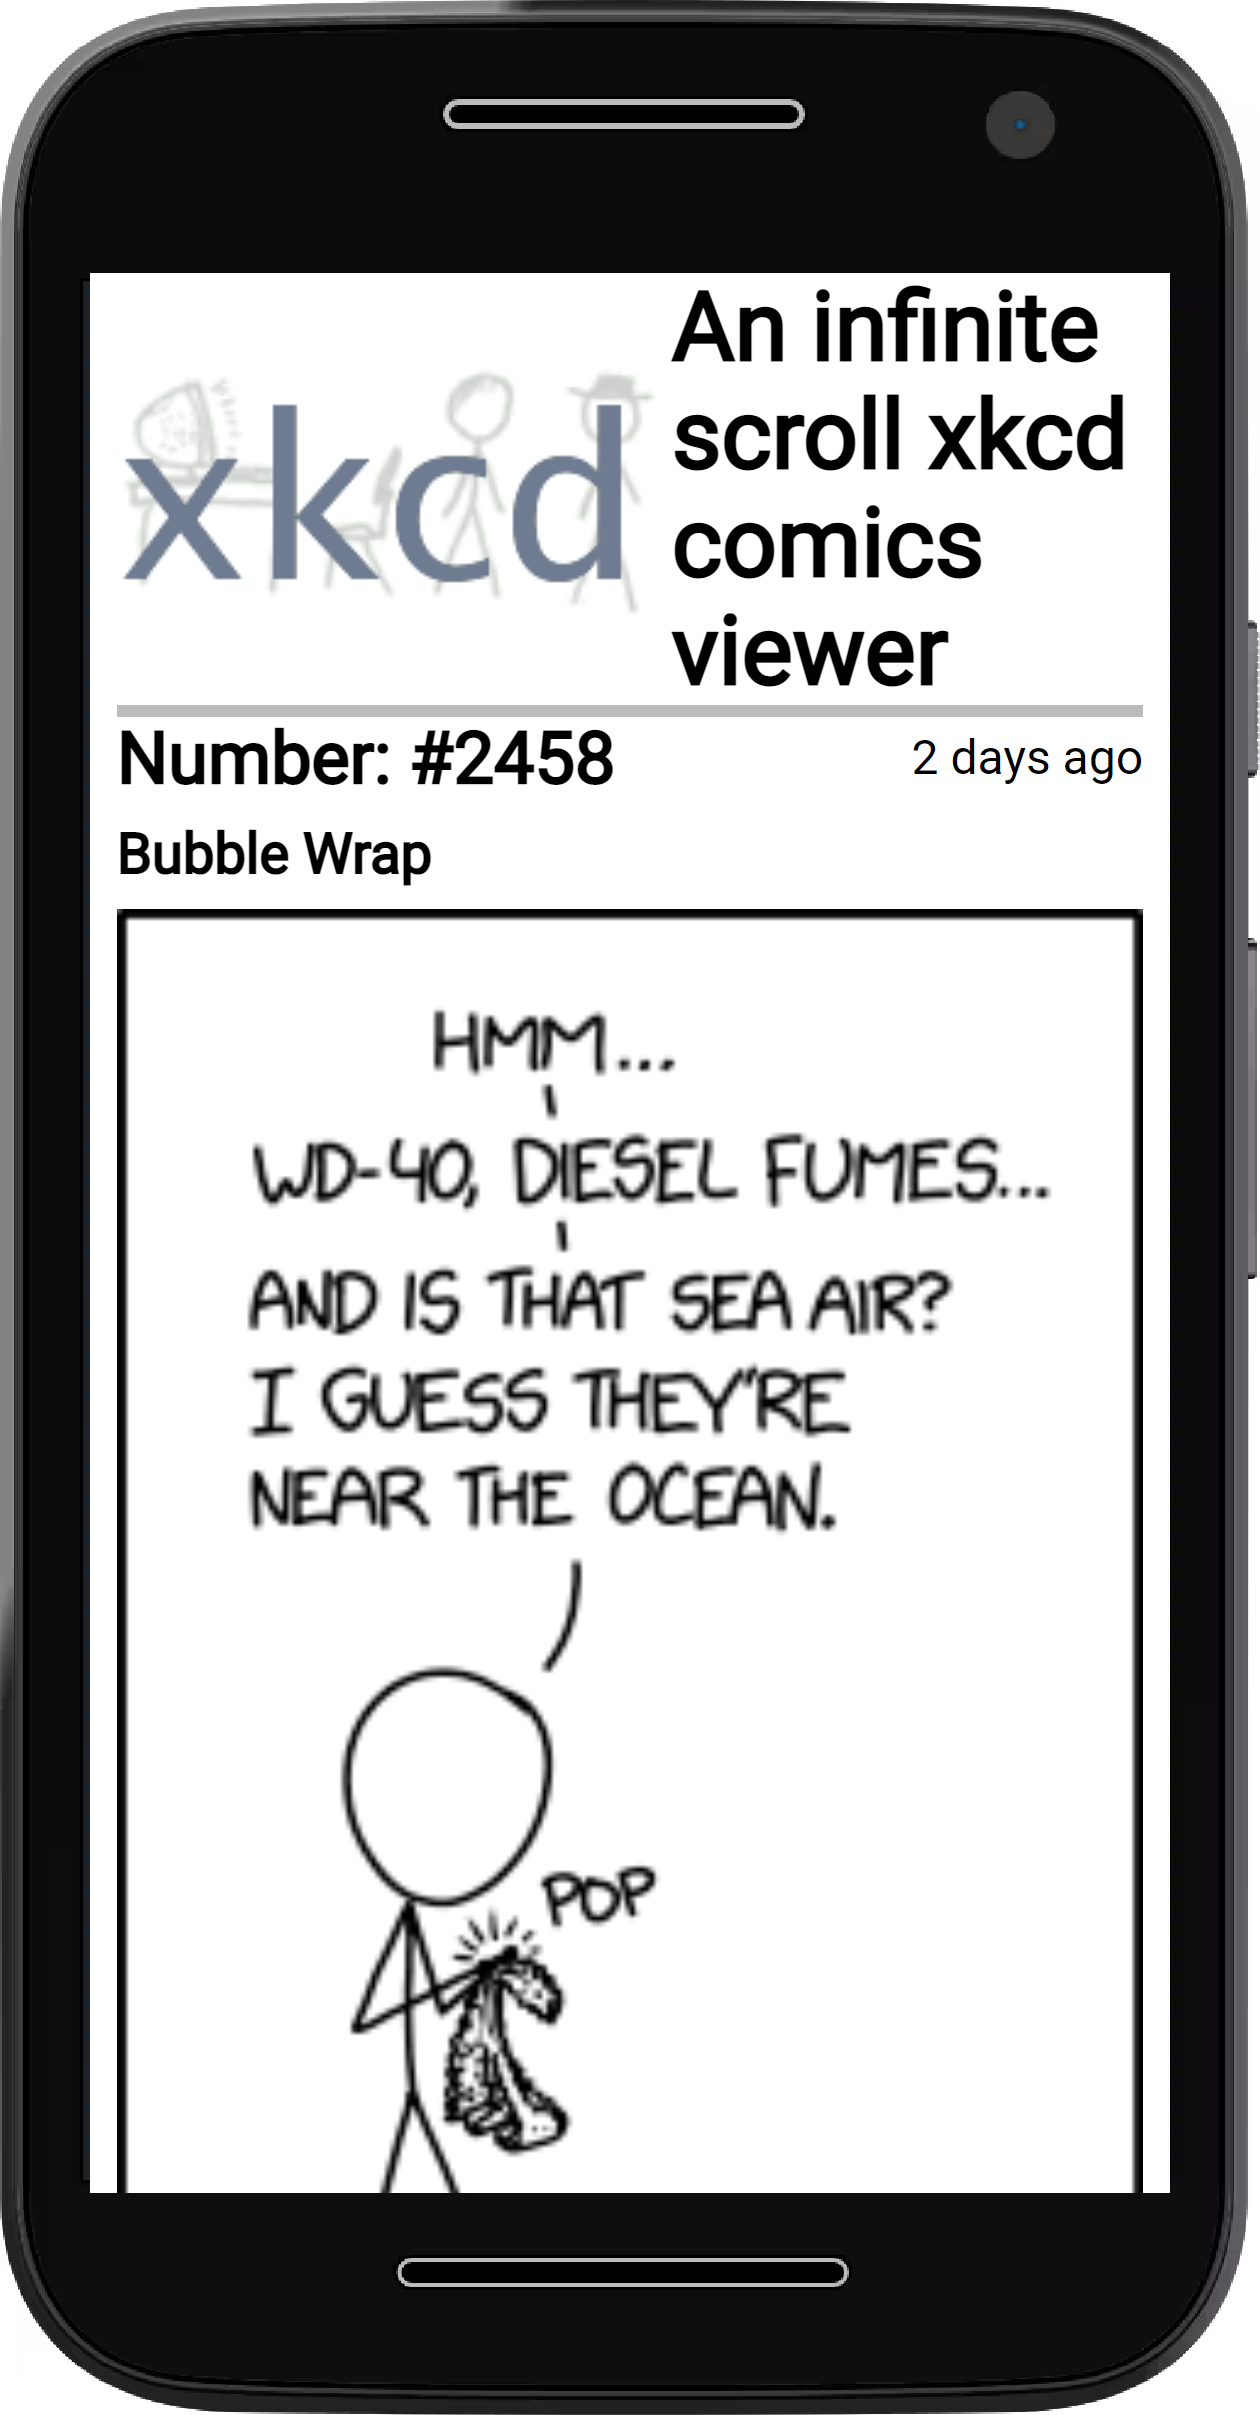 xkcd
An infinite
scroll xkcd
comics
viewer
Number: #2458
2 days ago
Bubble Wrap
HMM...
WD-40, DIESEL FUMES...
AND IS THAT SEA AIR?
I GUESS THEY'RE
NEAR THE OCEAN.
POP